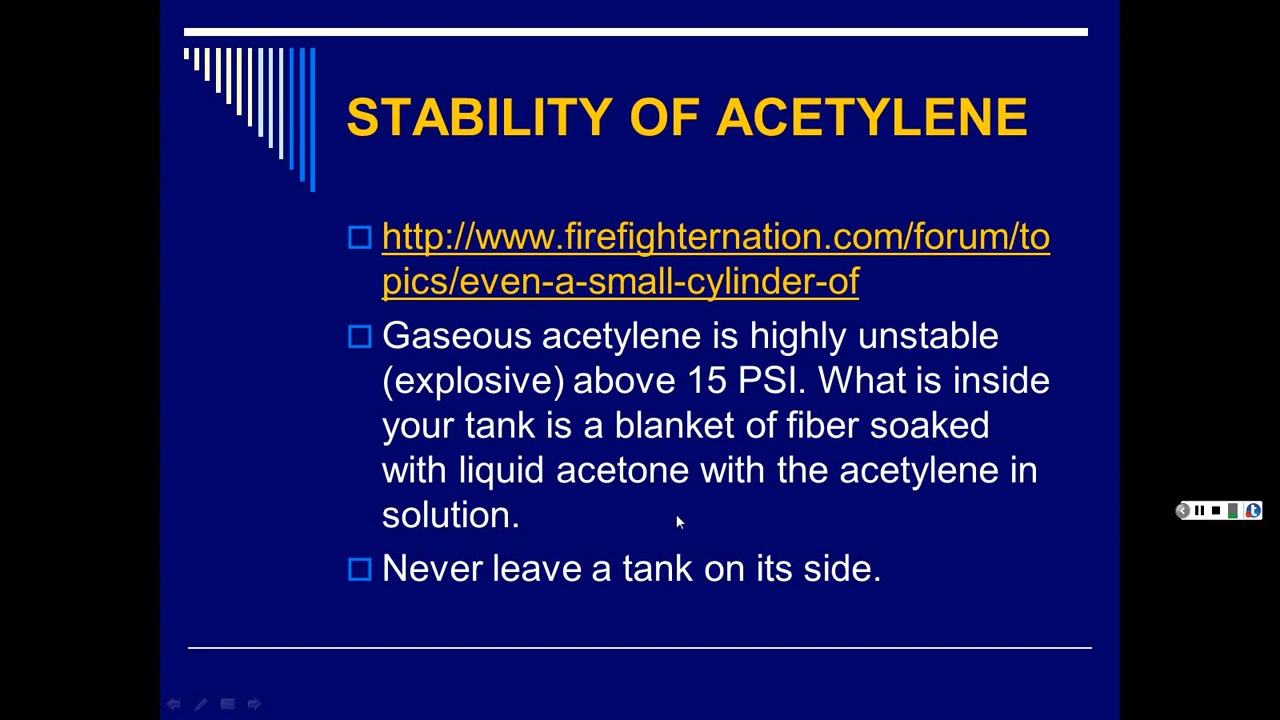 STABILITY OF ACETYLENE
http://www.firefighternation.com/forum/to
pics/even-a-small-cylinder-of
Gaseous acetylene is highly unstable
(explosive) above 15 PSI. What is inside
your tank is a blanket of fiber soaked
with liquid acetone with the acetylene in
solution.
Never leave a tank on its side.